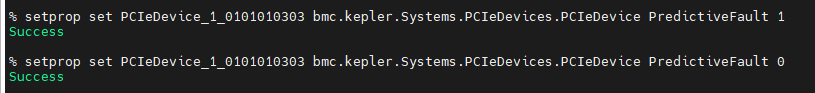 % setprop set PCIeDevice_1_0101010303 bmc.kepler.Systems.PCIeDevices.PCIeDevice PredictiveFault 1
Success
% setprop set PCIeDevice_1_0101010303 bmc.kepler.Systems.PCIeDevices.PCIeDevice PredictiveFault 0
Success